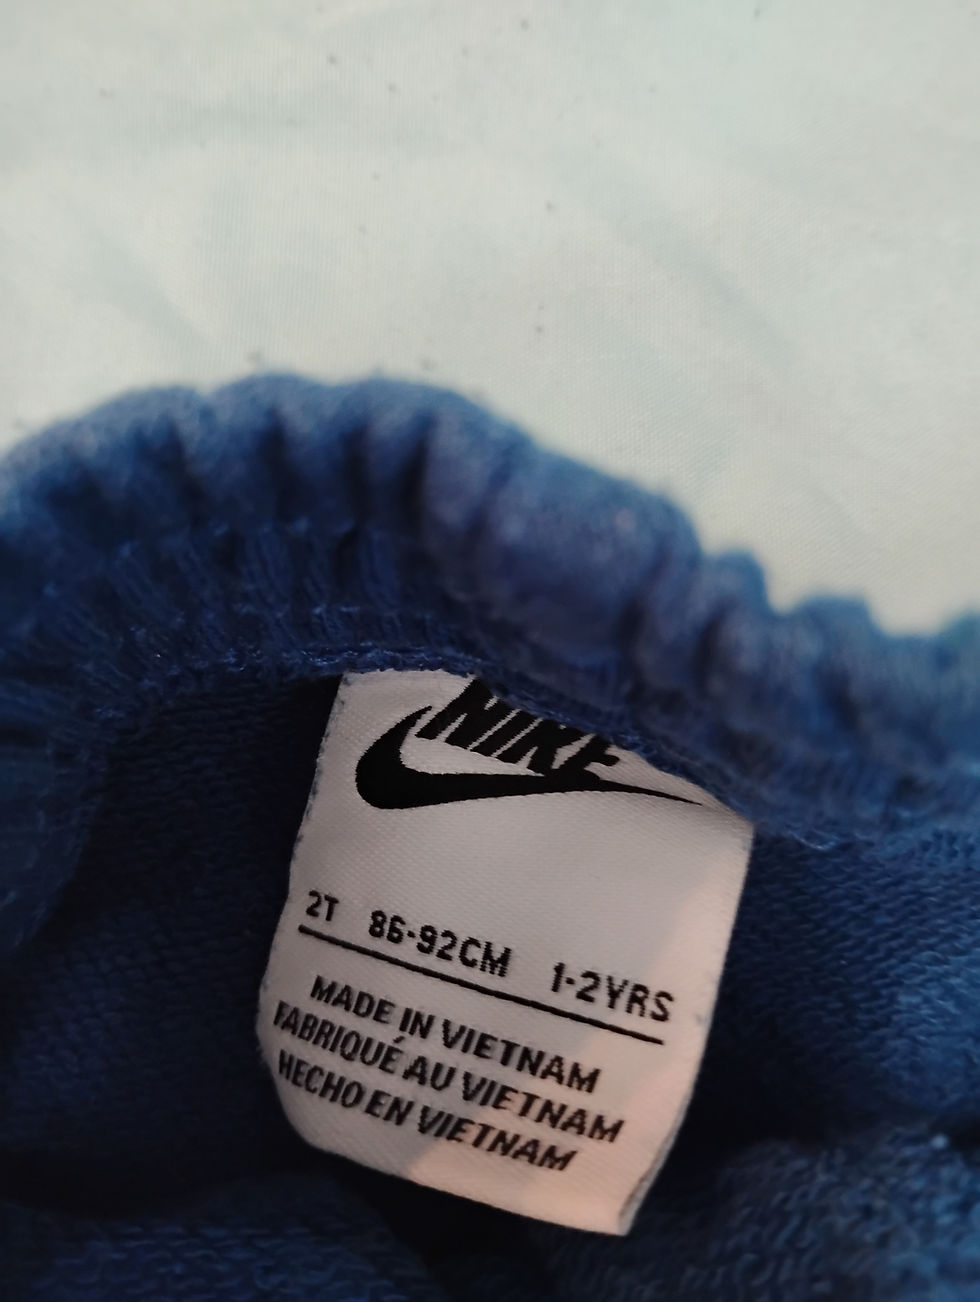 NIKE
2T 86-92CM 1-2YRS
MADE IN VIETNAM
FABRIQUÉ AU VIETNAM
HECHO EN VIETNAM